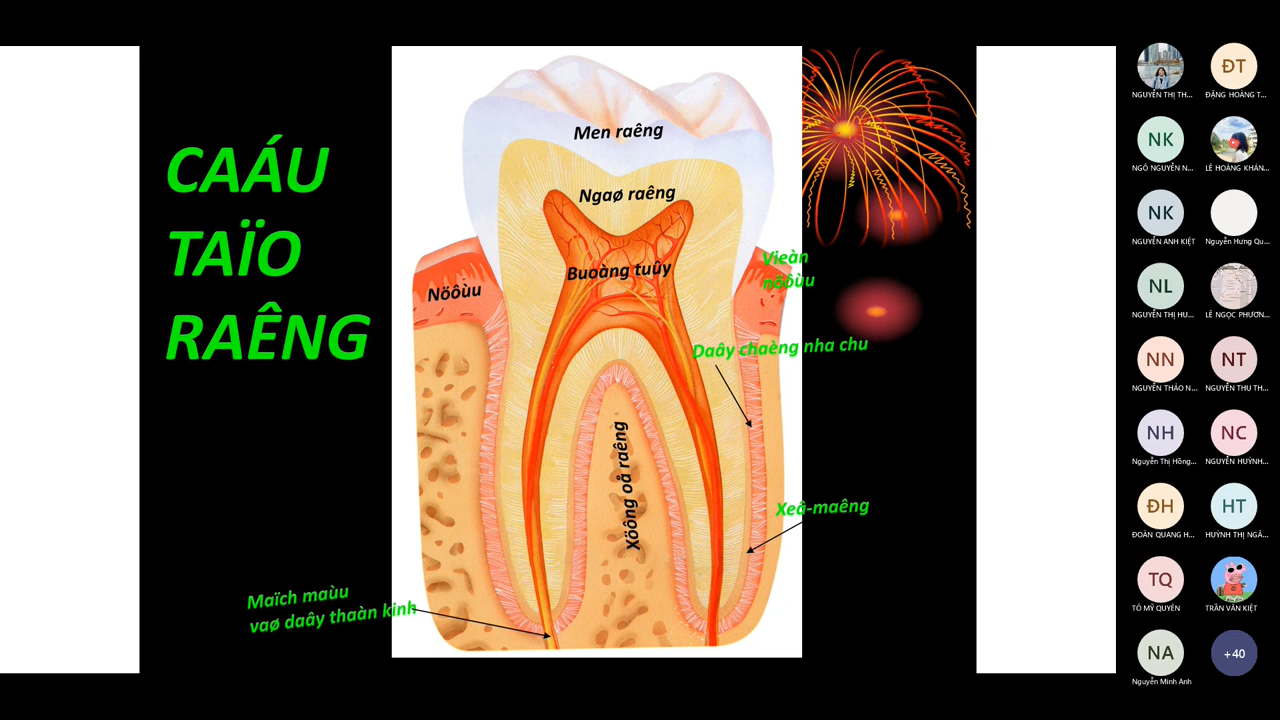 CAÁU
TAÏO
RAÊNG
Men raêng
Ngaø raêng
Buoàng tuûy
Nöôùu
Vieàn
nöôùu
Daây chaèng nha chu
Xöông oå raêng
Xeâ-maêng
Maïch maùu
vaø daây thaàn kinh
NGUYỄN THỊ TH...
ĐT
ĐẶNG HOÀNG T...
NK
NGÔ NGUYỄN N...
LÊ HOÀNG KHÁN...
NK
NGUYỄN ANH KIỆT
Nguyễn Hưng Qu...
NL
NGUYỄN THỊ HU...
LÊ NGỌC PHƯƠN...
NN
NGUYỄN THẢO N...
NT
NGUYỄN THU TH...
NH
Nguyễn Thị Hồng...
NC
NGUYỄN HUỲNH...
ĐH
ĐOÀN QUANG H...
HT
HUỲNH THỊ NGÂ...
TQ
TÔ MỸ QUYÊN
TRẦN VĂN KIỆT
NA
Nguyễn Minh Anh
+40